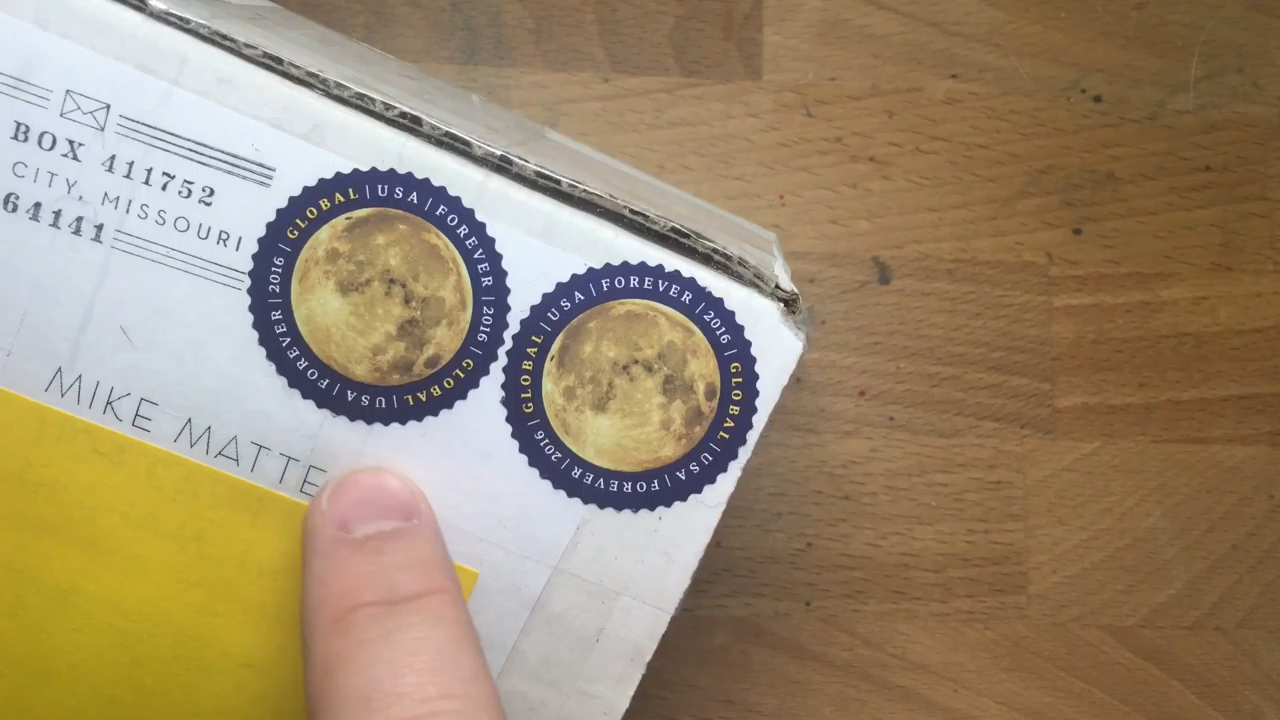 BOX 411752
CITY, MISSOURI
64141
GLOBAL | USA | FOREVER | 2016 | GLOBAL | USA | FOREVER | 2016 |
GLOBAL | USA | FOREVER | 2016 | GLOBAL | USA | FOREVER | 2016 |
MIKE MATTE